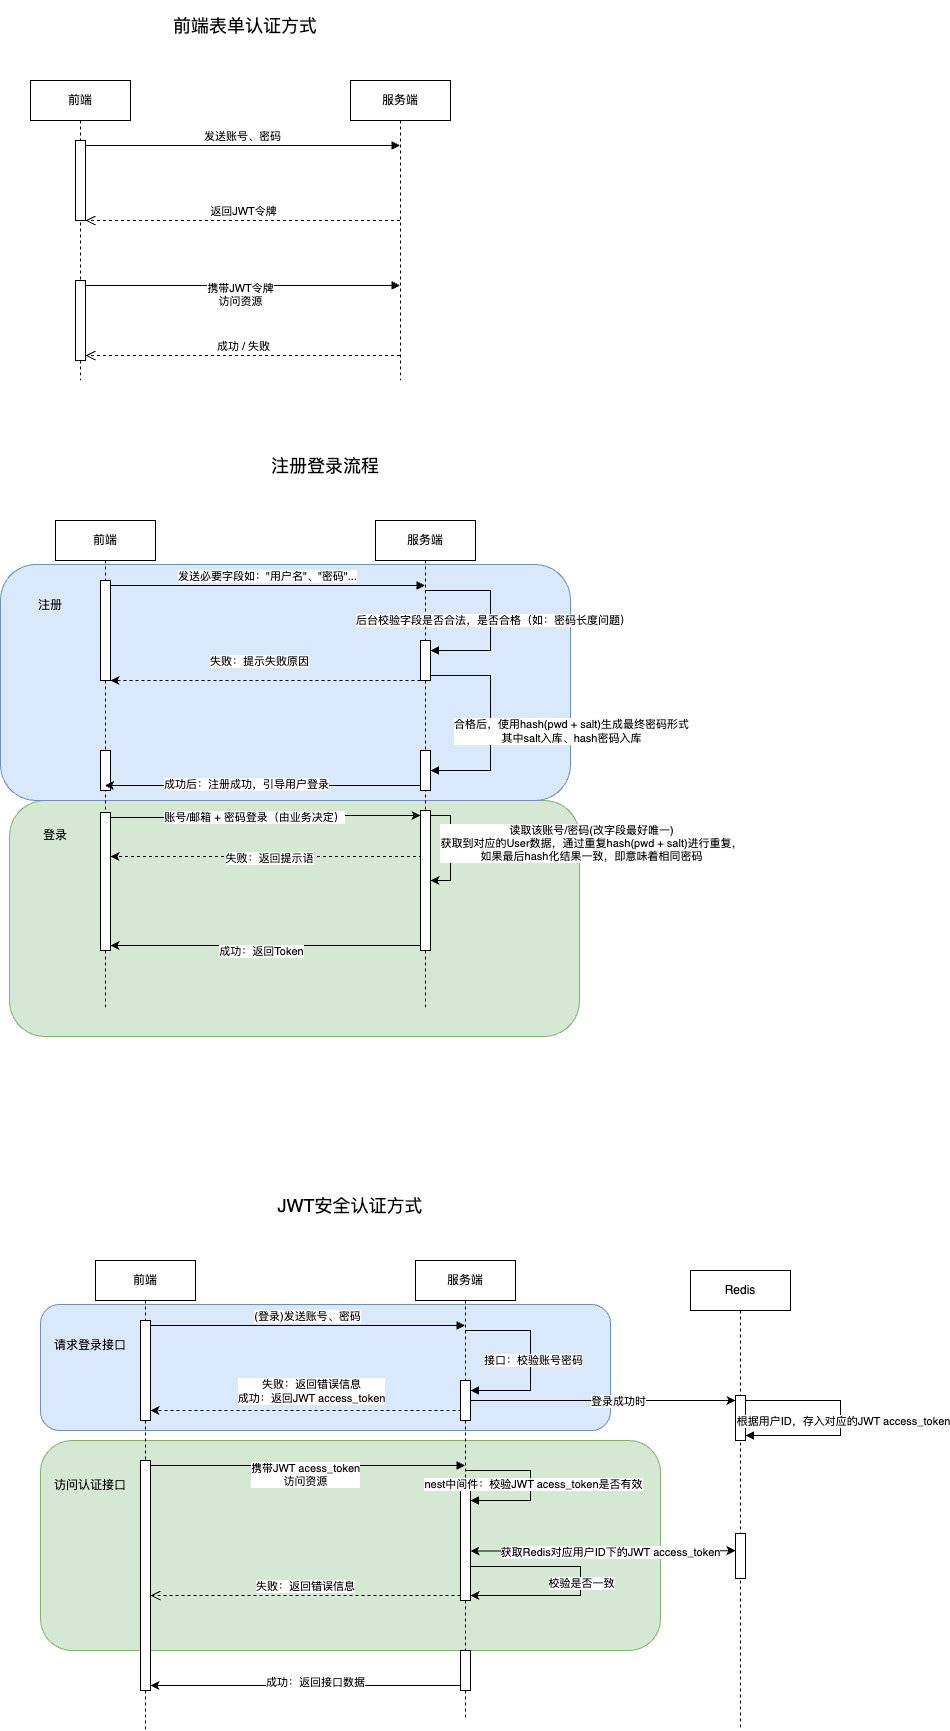 前端表单认证方式
前端
服务端
发送账号、密码
返回JWT令牌
携带JWT令牌
访问资源
成功 / 失败
注册登录流程
前端
服务端
注册
发送必要字段如："用户名"、"密码"...
后台校验字段是否合法，是否合格（如：密码长度问题）
失败：提示失败原因
合格后，使用hash(pwd + salt)生成最终密码形式
其中salt入库、hash密码入库
成功后：注册成功，引导用户登录
登录
账号/邮箱 + 密码登录（由业务决定）
读取该账号/密码(改字段最好唯一)
获取到对应的User数据，通过重复hash(pwd + salt)进行重复，
如果最后hash化结果一致，即意味着相同密码
失败：返回提示语
成功：返回Token
JWT安全认证方式
前端
服务端
Redis
请求登录接口
(登录)发送账号、密码
接口：校验账号密码
失败：返回错误信息
成功：返回JWT access_token
登录成功时
根据用户ID，存入对应的JWT access_token
访问认证接口
携带JWT acess_token
访问资源
nest中间件：校验JWT acess_token是否有效
获取Redis对应用户ID下的JWT access_token
校验是否一致
失败：返回错误信息
成功：返回接口数据